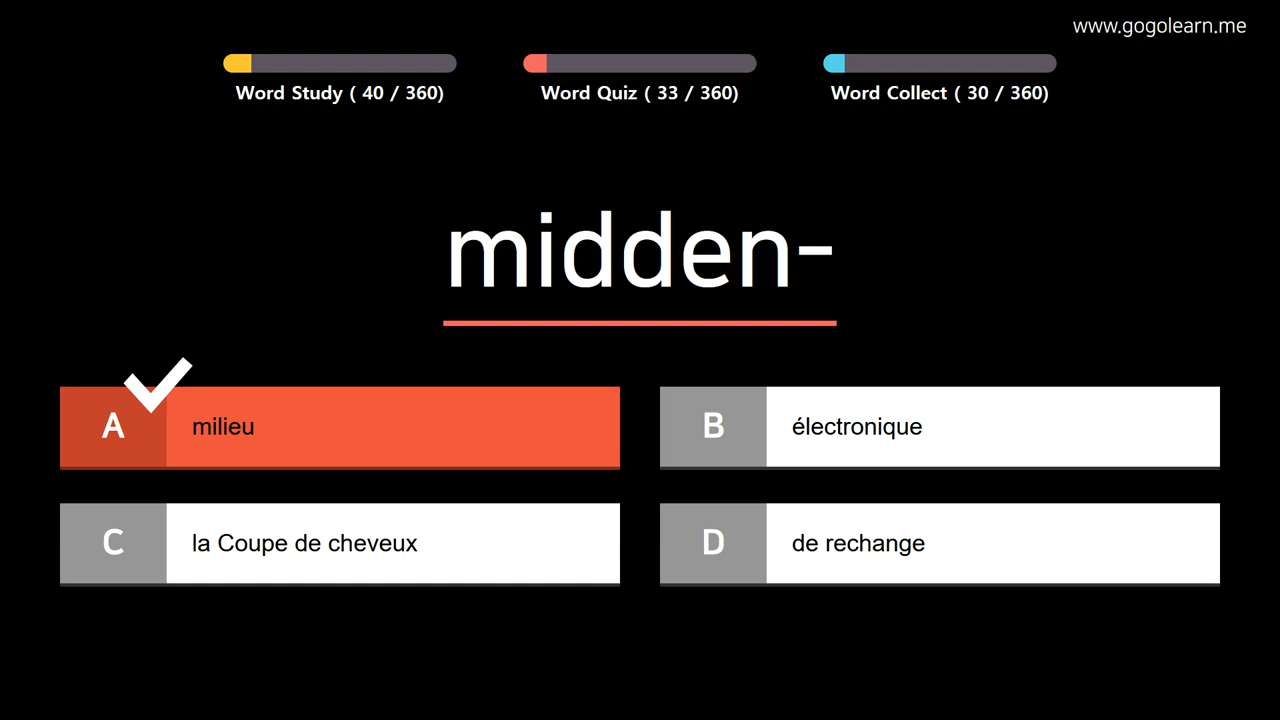 www.gogolearn.me
Word Study ( 40 / 360)
Word Quiz ( 33 / 360)
Word Collect ( 30 / 360)
midden-
A milieu
B électronique
C la Coupe de cheveux
D de rechange